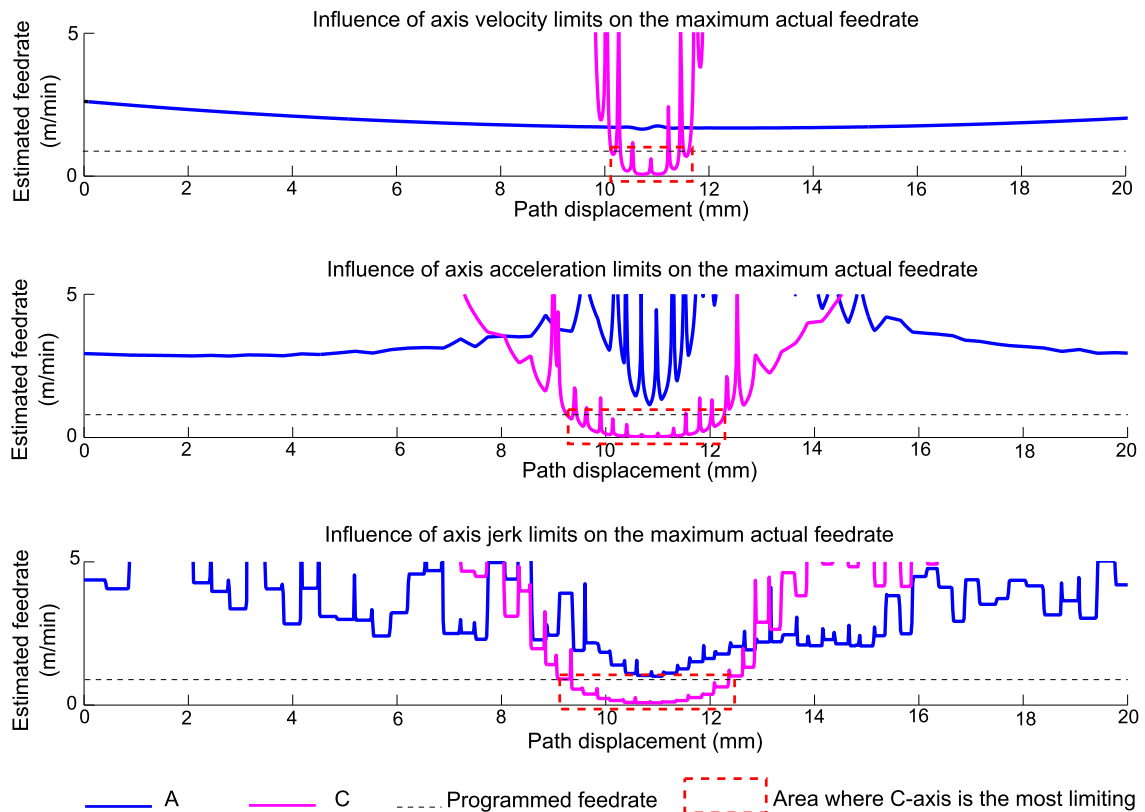 Influence of axis velocity limits on the maximum actual feedrate
Estimated feedrate
(m/min)
5
0
0 2 4 6 8 10 12 14 16 18 20
Path displacement (mm)
Influence of axis acceleration limits on the maximum actual feedrate
Estimated feedrate
(m/min)
5
0
0 2 4 6 8 10 12 14 16 18 20
Path displacement (mm)
Influence of axis jerk limits on the maximum actual feedrate
Estimated feedrate
(m/min)
5
0
0 2 4 6 8 10 12 14 16 18 20
Path displacement (mm)
A C Programmed feedrate Area where C-axis is the most limiting